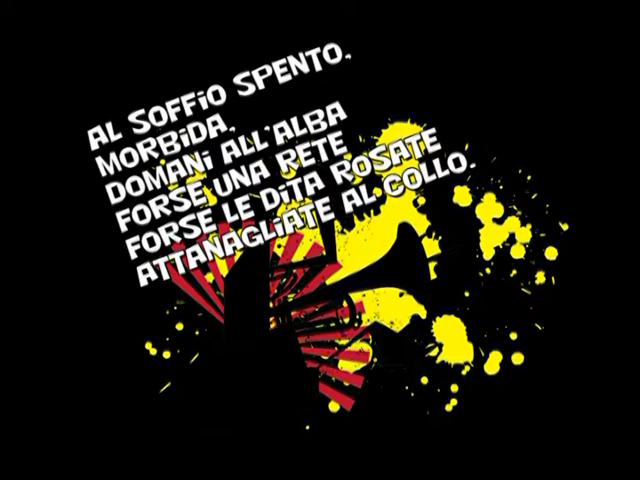 AL SOFFIO SPENTO,
MORBIDA,
DOMANI ALL'ALBA
FORSE UNA RETE
FORSE LE DITA ROSATE
ATTANAGLIATE AL COLLO.